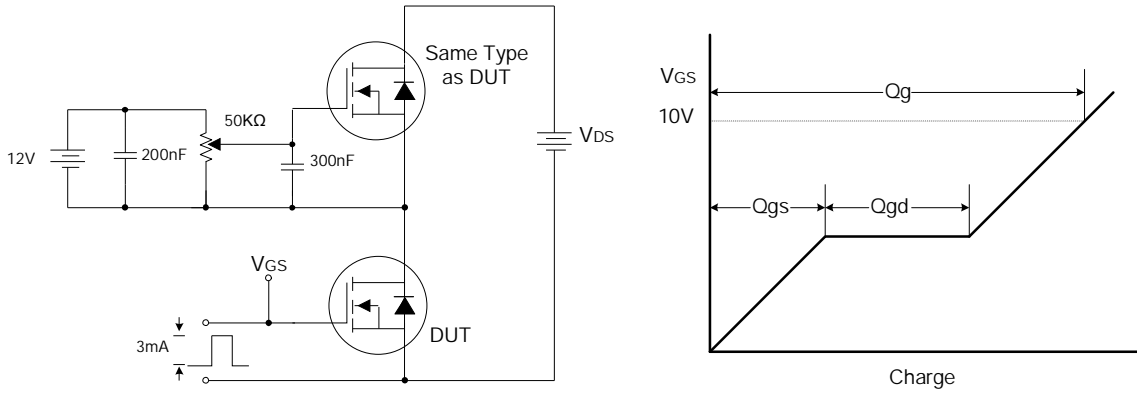 Same Type
as DUT
50KΩ
12V
200nF
300nF
VDS
VGS
DUT
3mA
VGS
10V
Qg
Qgs
Qgd
Charge